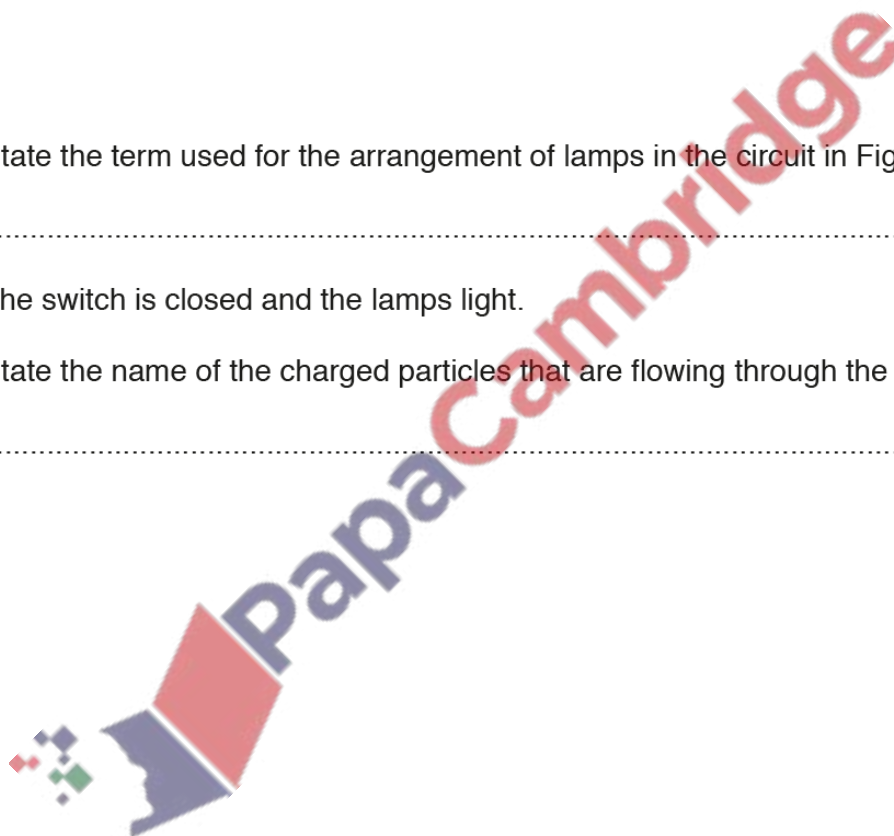 tate the term used for the arrangement of lamps in the circuit in Fig
he switch is closed and the lamps light.
tate the name of the charged particles that are flowing through the
PapaCambridge